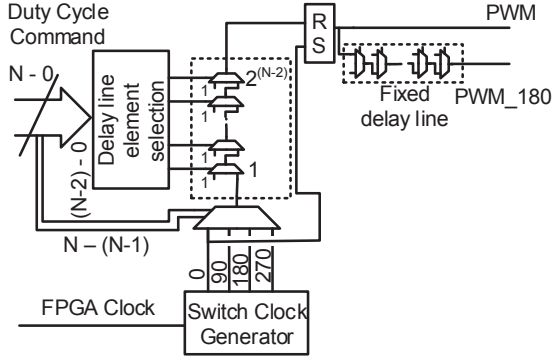 Duty Cycle
Command
N - 0
Delay line
element
selection
(N-2) - 0
N – (N-1)
1
1
1
1
2(N-2)
1
R
S
PWM
PWM_180
Fixed
delay line
0
90
180
270
FPGA Clock
Switch Clock
Generator